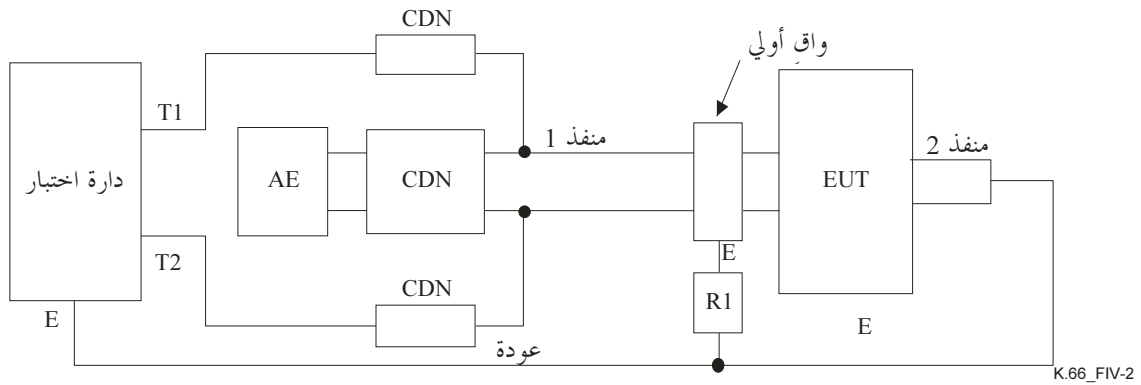 CDN
واقٍ أولي
T1
منفذ 1
منفذ 2
دارة اختبار
AE
CDN
EUT
T2
E
CDN
R1
E
E
عودة
K.66_FIV-2